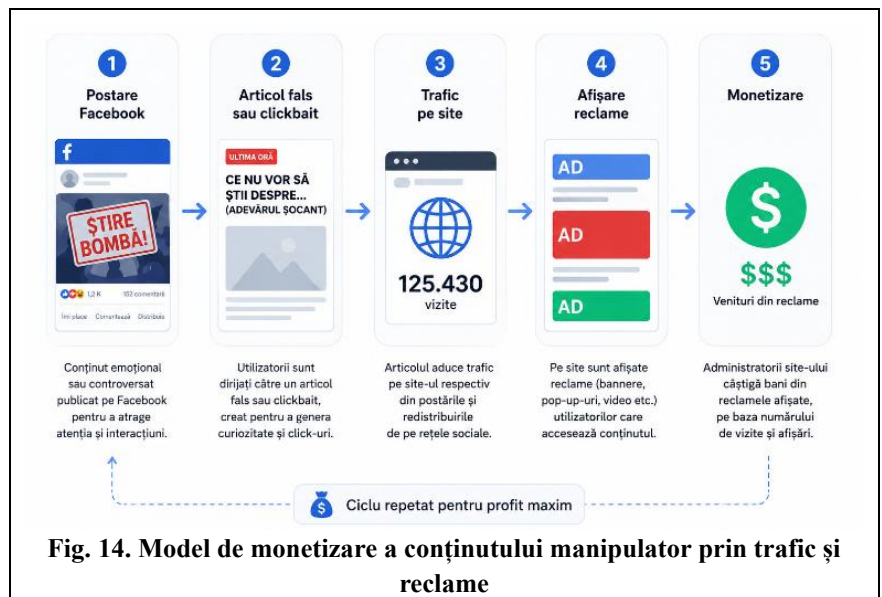 1
Postare
Facebook
f
ȘTIRE
BOMBĂ!
1,2 K
152 comentarii
Îmi place Comentează Distribuie
Conținut emoțional
sau controversat
publicat pe Facebook
pentru a atrage
atenția și interacțiuni.
2
Articol fals
sau clickbait
ULTIMA ORĂ
CE NU VOR SĂ
ȘTII DESPRE...
(ADEVĂRUL ȘOCANT)
Utilizatorii sunt
dirijați către un articol
fals sau clickbait,
creat pentru a genera
curiozitate și click-uri.
3
Trafic
pe site
125.430
vizite
Articolul aduce trafic
pe site-ul respectiv
din postările și
redistribuirile
de pe rețele sociale.
4
Afișare
reclame
AD
AD
AD
Pe site sunt afișate
reclame (bannere,
pop-up-uri, video etc.)
utilizatorilor care
accesează conținutul.
5
Monetizare
$
$$$
Venituri din reclame
Administratorii site-ului
câștigă bani din
reclamele afișate,
pe baza numărului
de vizite și afișări.
$
Ciclu repetat pentru profit maxim
Fig. 14. Model de monetizare a conținutului manipulator prin trafic și
reclame